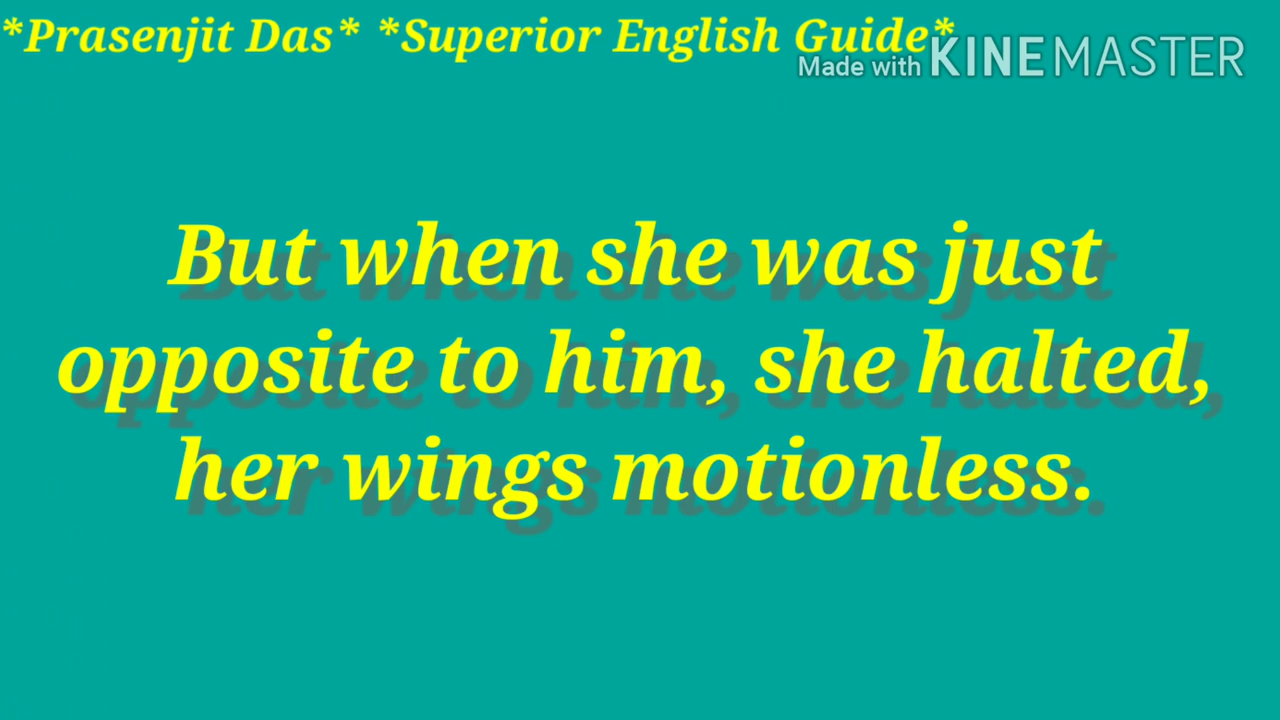 *Prasenjit Das* *Superior English Guide*
Made with KINEMASTER
But when she was just
opposite to him, she halted,
her wings motionless.